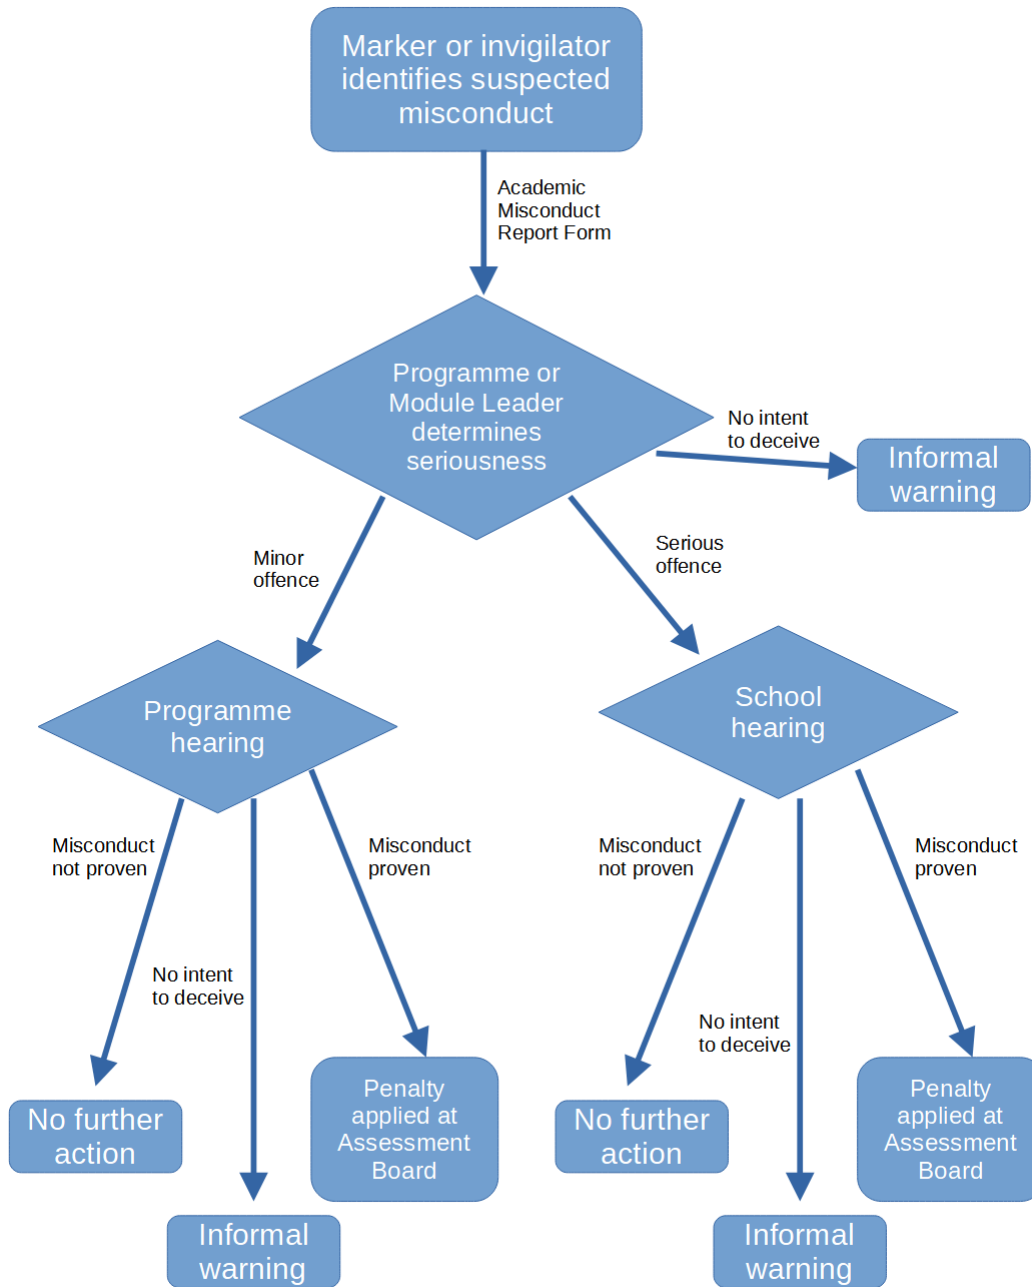 Marker or invigilator
identifies suspected
misconduct
Academic
Misconduct
Report Form
Programme or
Module Leader
determines
seriousness
No intent
to deceive
Informal
warning
Minor
offence
Serious
offence
Programme
hearing
School
hearing
Misconduct
not proven
Misconduct
proven
Misconduct
not proven
Misconduct
proven
No intent
to deceive
No intent
to deceive
No further
action
Penalty
applied at
Assessment
Board
No further
action
Penalty
applied at
Assessment
Board
Informal
warning
Informal
warning